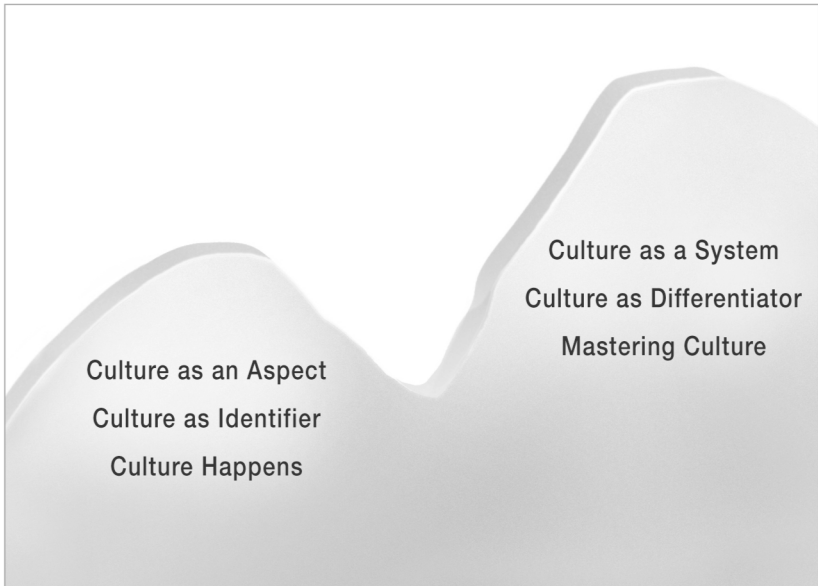 Culture as an Aspect
Culture as Identifier
Culture Happens
Culture as a System
Culture as Differentiator
Mastering Culture